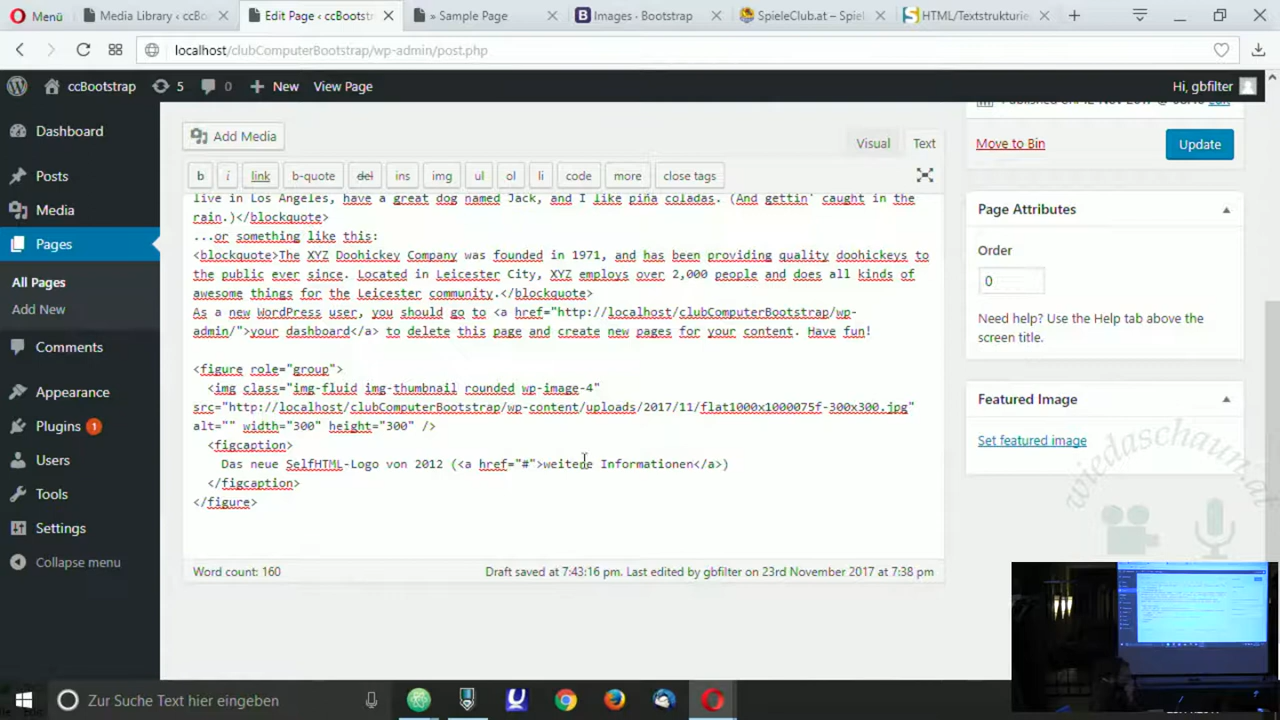 Menü
Media Library ‹ ccBo
Edit Page ‹ ccBootstr
» Sample Page
Images · Bootstrap
SpieleClub.at – Spiel
HTML/Textstrukturie
localhost/clubComputerBootstrap/wp-admin/post.php
ccBootstrap
5
0
New
View Page
Hi, gbfilter
Dashboard
Posts
Media
Pages
All Pages
Add New
Comments
Appearance
Plugins 1
Users
Tools
Settings
Collapse menu
Add Media
Visual
Text
b
i
link
b-quote
del
ins
img
ul
ol
li
code
more
close tags
live in Los Angeles, have a great dog named Jack, and I like piña coladas. (And gettin' caught in the
rain.)</blockquote>
...or something like this:
<blockquote>The XYZ Doohickey Company was founded in 1971, and has been providing quality doohickeys to
the public ever since. Located in Leicester City, XYZ employs over 2,000 people and does all kinds of
awesome things for the Leicester community.</blockquote>
As a new WordPress user, you should go to <a href="http://localhost/clubComputerBootstrap/wp-
admin/">your dashboard</a> to delete this page and create new pages for your content. Have fun!
<figure role="group">
<img class="img-fluid img-thumbnail rounded wp-image-4"
src="http://localhost/clubComputerBootstrap/wp-content/uploads/2017/11/flat1000x1000075f-300x300.jpg"
alt="" width="300" height="300" />
<figcaption>
Das neue SelfHTML-Logo von 2012 (<a href="#">weitere Informationen</a>)
</figcaption>
</figure>
Word count: 160
Draft saved at 7:43:16 pm. Last edited by gbfilter on 23rd November 2017 at 7:38 pm
Move to Bin
Update
Page Attributes
Order
0
Need help? Use the Help tab above the
screen title.
Featured Image
Set featured image
wiedaschaun.at
Zur Suche Text hier eingeben